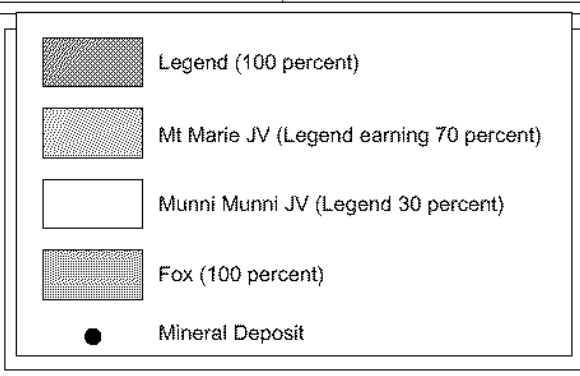 Legend (100 percent)
Mt Marie JV (Legend earning 70 percent)
Munni Munni JV (Legend 30 percent)
Fox (100 percent)
Mineral Deposit